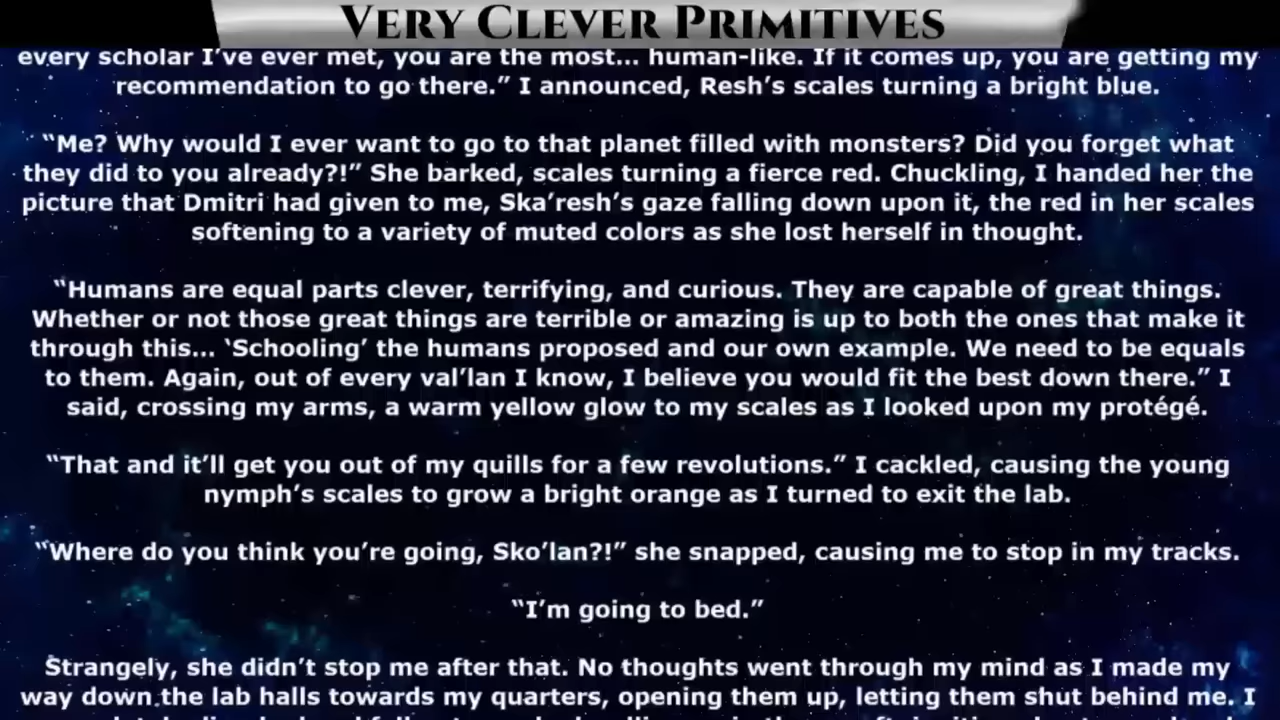 VERY CLEVER PRIMITIVES
every scholar I’ve ever met, you are the most... human-like. If it comes up, you are getting my
recommendation to go there.” I announced, Resh’s scales turning a bright blue.
“Me? Why would I ever want to go to that planet filled with monsters? Did you forget what
they did to you already?!” She barked, scales turning a fierce red. Chuckling, I handed her the
picture that Dmitri had given to me, Ska’resh’s gaze falling down upon it, the red in her scales
softening to a variety of muted colors as she lost herself in thought.
“Humans are equal parts clever, terrifying, and curious. They are capable of great things.
Whether or not those great things are terrible or amazing is up to both the ones that make it
through this... ‘Schooling’ the humans proposed and our own example. We need to be equals
to them. Again, out of every val’lan I know, I believe you would fit the best down there.” I
said, crossing my arms, a warm yellow glow to my scales as I looked upon my protégé.
“That and it’ll get you out of my quills for a few revolutions.” I cackled, causing the young
nymph’s scales to grow a bright orange as I turned to exit the lab.
“Where do you think you’re going, Sko’lan?!” she snapped, causing me to stop in my tracks.
“I’m going to bed.”
Strangely, she didn’t stop me after that. No thoughts went through my mind as I made my
way down the lab halls towards my quarters, opening them up, letting them shut behind me. I